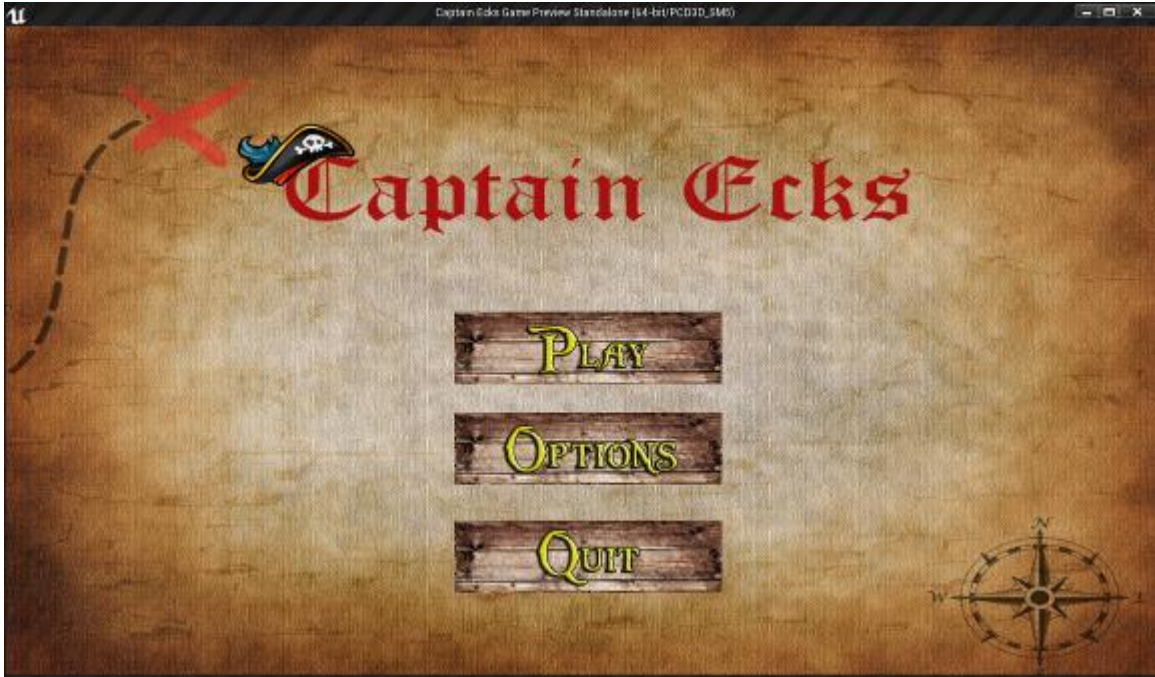 Captain Ecks Game Preview Standalone (64-bit/PCD3D_SM5)
Captain Ecks
Play
Options
Quit
N
W
E
S